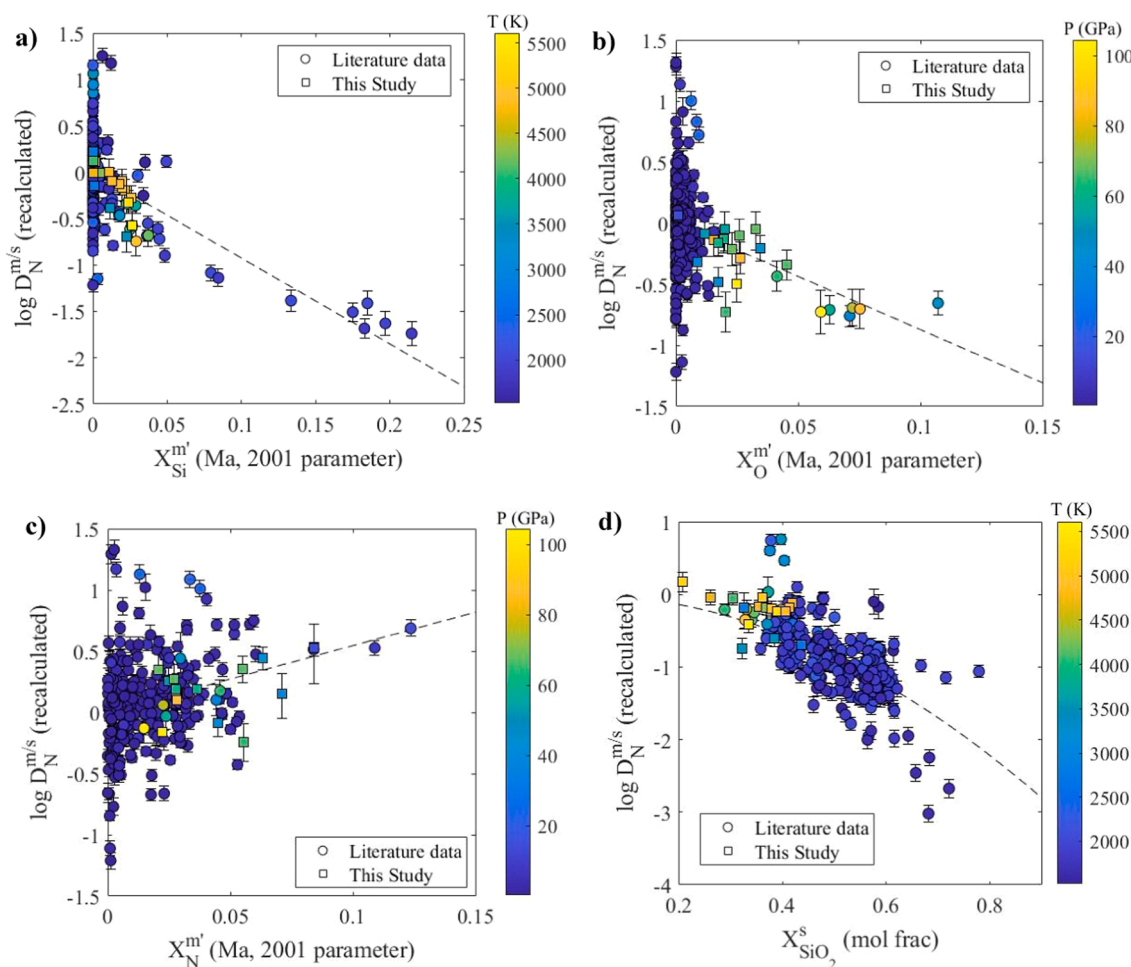 a)
T (K)
1.5
1
0.5
0
-0.5
-1
-1.5
-2
-2.5
0 0.05 0.1 0.15 0.2 0.25
5500
5000
4500
4000
3500
3000
2500
2000
Literature data
This Study
log D_N^{m/s} (recalculated)
X_{Si}^{m'} (Ma, 2001 parameter)
b)
P (GPa)
1.5
1
0.5
0
-0.5
-1
-1.5
0 0.05 0.1 0.15
100
80
60
40
20
Literature data
This Study
log D_N^{m/s} (recalculated)
X_O^{m'} (Ma, 2001 parameter)
c)
P (GPa)
1.5
1
0.5
0
-0.5
-1
-1.5
0 0.05 0.1 0.15
100
80
60
40
20
Literature data
This Study
log D_N^{m/s} (recalculated)
X_N^{m'} (Ma, 2001 parameter)
d)
T (K)
1
0
-1
-2
-3
-4
0.2 0.4 0.6 0.8
5500
5000
4500
4000
3500
3000
2500
2000
Literature data
This Study
log D_N^{m/s} (recalculated)
X_{SiO_2}^s (mol frac)